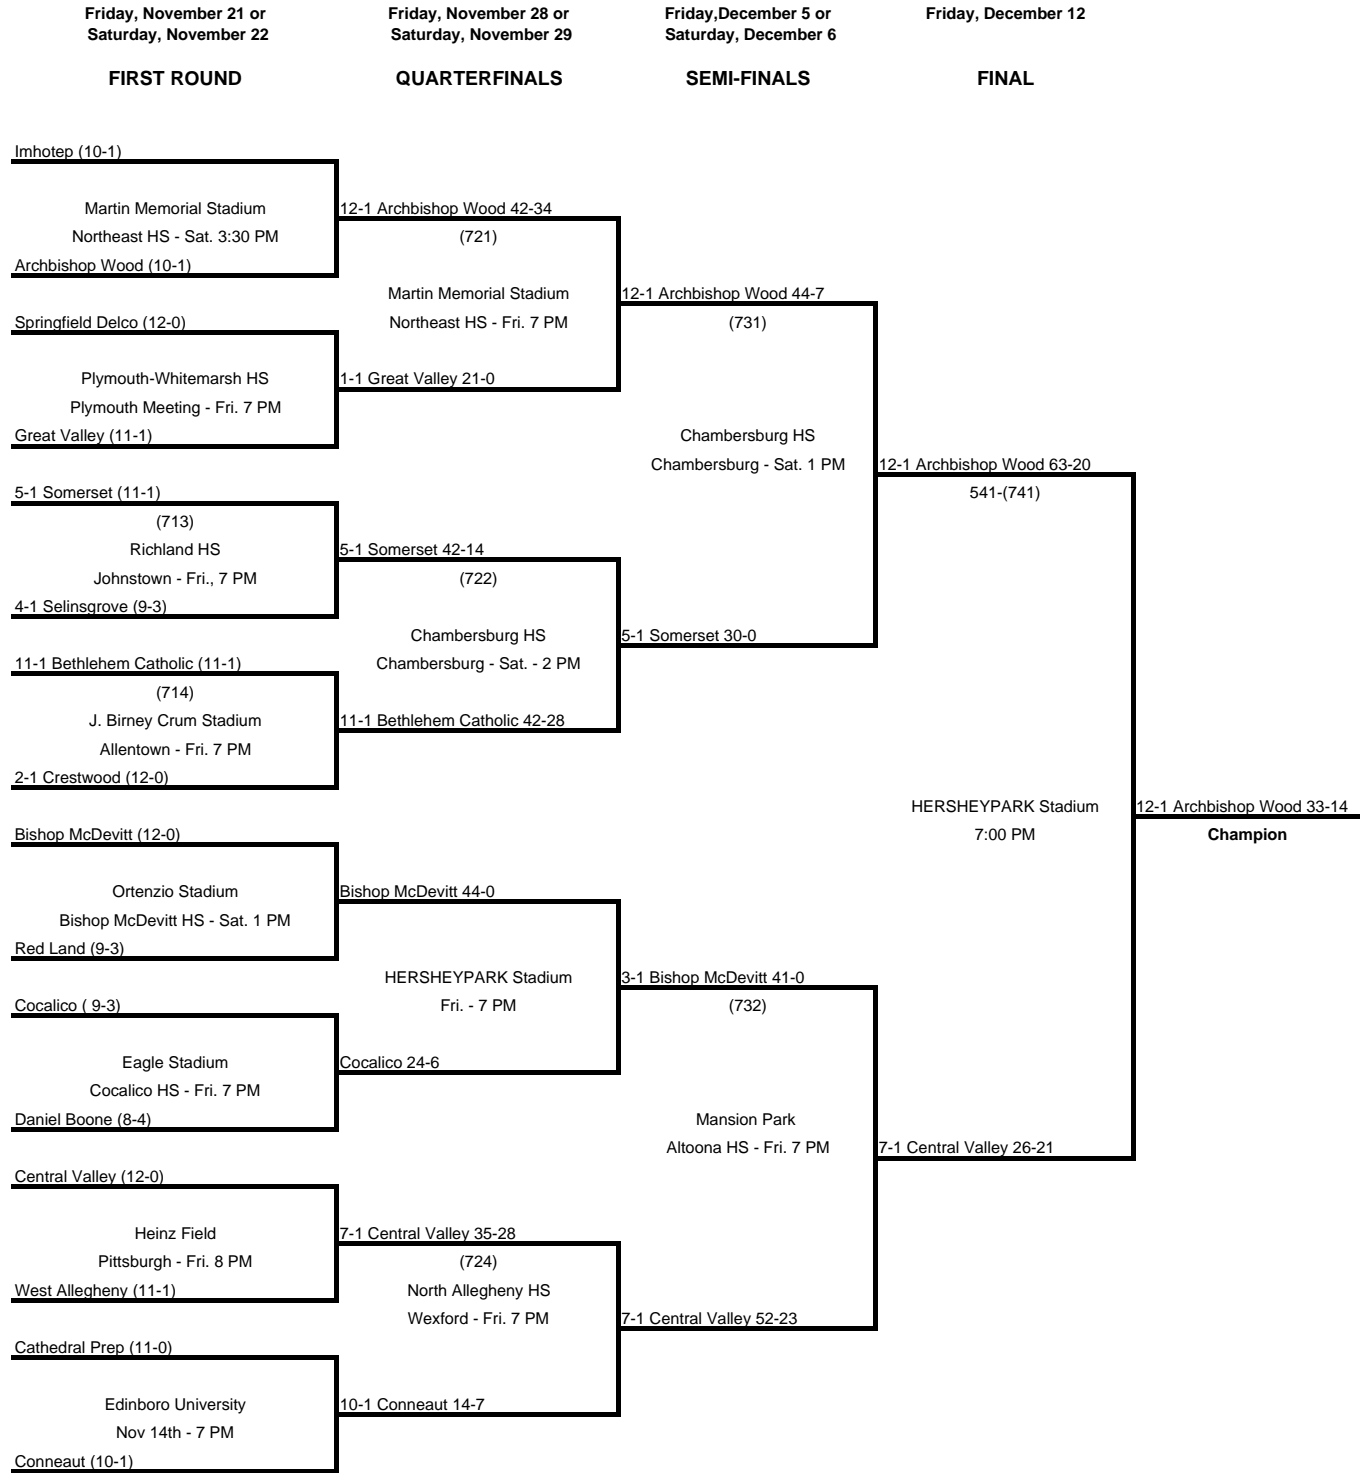 Friday, November 21 or
Saturday, November 22
FIRST ROUND
Friday, November 28 or
Saturday, November 29
QUARTERFINALS
Friday,December 5 or
Saturday, December 6
SEMI-FINALS
Friday, December 12
FINAL
Imhotep (10-1)
Martin Memorial Stadium
Northeast HS - Sat. 3:30 PM
Archbishop Wood (10-1)
Springfield Delco (12-0)
Plymouth-Whitemarsh HS
Plymouth Meeting - Fri. 7 PM
Great Valley (11-1)
5-1 Somerset (11-1)
(713)
Richland HS
Johnstown - Fri., 7 PM
4-1 Selinsgrove (9-3)
11-1 Bethlehem Catholic (11-1)
(714)
J. Birney Crum Stadium
Allentown - Fri. 7 PM
2-1 Crestwood (12-0)
Bishop McDevitt (12-0)
Ortenzio Stadium
Bishop McDevitt HS - Sat. 1 PM
Red Land (9-3)
Cocalico ( 9-3)
Eagle Stadium
Cocalico HS - Fri. 7 PM
Daniel Boone (8-4)
Central Valley (12-0)
Heinz Field
Pittsburgh - Fri. 8 PM
West Allegheny (11-1)
Cathedral Prep (11-0)
Edinboro University
Nov 14th - 7 PM
Conneaut (10-1)
12-1 Archbishop Wood 42-34
(721)
Martin Memorial Stadium
Northeast HS - Fri. 7 PM
1-1 Great Valley 21-0
5-1 Somerset 42-14
(722)
Chambersburg HS
Chambersburg - Sat. - 2 PM
11-1 Bethlehem Catholic 42-28
Bishop McDevitt 44-0
HERSHEYPARK Stadium
Fri. - 7 PM
Cocalico 24-6
7-1 Central Valley 35-28
(724)
North Allegheny HS
Wexford - Fri. 7 PM
10-1 Conneaut 14-7
12-1 Archbishop Wood 44-7
(731)
Chambersburg HS
Chambersburg - Sat. 1 PM
5-1 Somerset 30-0
3-1 Bishop McDevitt 41-0
(732)
Mansion Park
Altoona HS - Fri. 7 PM
7-1 Central Valley 52-23
12-1 Archbishop Wood 63-20
541-(741)
HERSHEYPARK Stadium
7:00 PM
7-1 Central Valley 26-21
12-1 Archbishop Wood 33-14
Champion